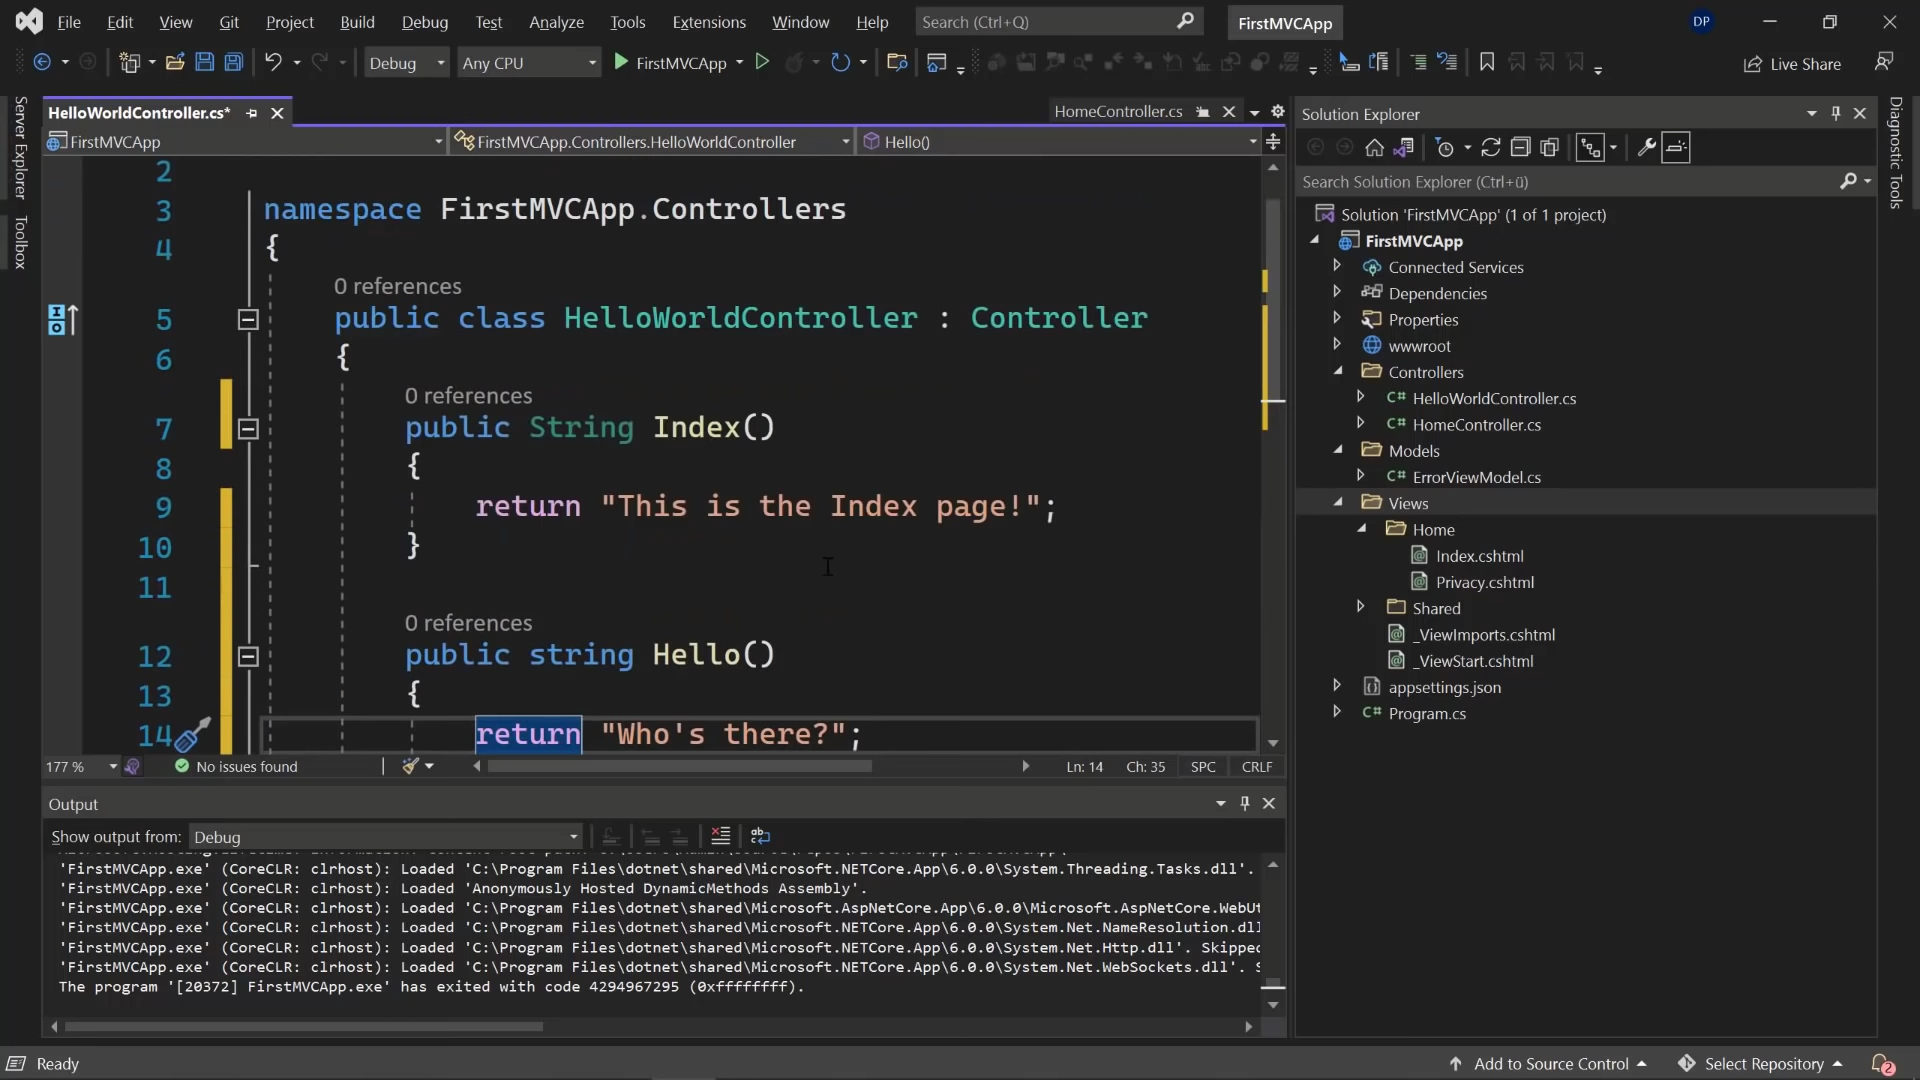 File Edit View Git Project Build Debug Test Analyze Tools Extensions Window Help Search (Ctrl+Q) FirstMVCApp DP
Debug Any CPU FirstMVCApp Live Share
HelloWorldController.cs* HomeController.cs
FirstMVCApp FirstMVCApp.Controllers.HelloWorldController Hello()
Server Explorer
Toolbox
2
3 namespace FirstMVCApp.Controllers
4 {
0 references
5 public class HelloWorldController : Controller
6 {
0 references
7 public String Index()
8 {
9 return "This is the Index page!";
10 }
11
0 references
12 public string Hello()
13 {
14 return "Who's there?";
177 % No issues found Ln: 14 Ch: 35 SPC CRLF
Output
Show output from: Debug
'FirstMVCApp.exe' (CoreCLR: clrhost): Loaded 'C:\Program Files\dotnet\shared\Microsoft.NETCore.App\6.0.0\System.Threading.Tasks.dll'.
'FirstMVCApp.exe' (CoreCLR: clrhost): Loaded 'Anonymously Hosted DynamicMethods Assembly'.
'FirstMVCApp.exe' (CoreCLR: clrhost): Loaded 'C:\Program Files\dotnet\shared\Microsoft.AspNetCore.App\6.0.0\Microsoft.AspNetCore.WebUt
'FirstMVCApp.exe' (CoreCLR: clrhost): Loaded 'C:\Program Files\dotnet\shared\Microsoft.NETCore.App\6.0.0\System.Net.NameResolution.dll
'FirstMVCApp.exe' (CoreCLR: clrhost): Loaded 'C:\Program Files\dotnet\shared\Microsoft.NETCore.App\6.0.0\System.Net.Http.dll'. Skipped
'FirstMVCApp.exe' (CoreCLR: clrhost): Loaded 'C:\Program Files\dotnet\shared\Microsoft.NETCore.App\6.0.0\System.Net.WebSockets.dll'. S
The program '[20372] FirstMVCApp.exe' has exited with code 4294967295 (0xffffffff).
Solution Explorer
Search Solution Explorer (Ctrl+ü)
Solution 'FirstMVCApp' (1 of 1 project)
FirstMVCApp
Connected Services
Dependencies
Properties
wwwroot
Controllers
C# HelloWorldController.cs
C# HomeController.cs
Models
C# ErrorViewModel.cs
Views
Home
Index.cshtml
Privacy.cshtml
Shared
_ViewImports.cshtml
_ViewStart.cshtml
appsettings.json
C# Program.cs
Diagnostic Tools
Ready Add to Source Control Select Repository 2